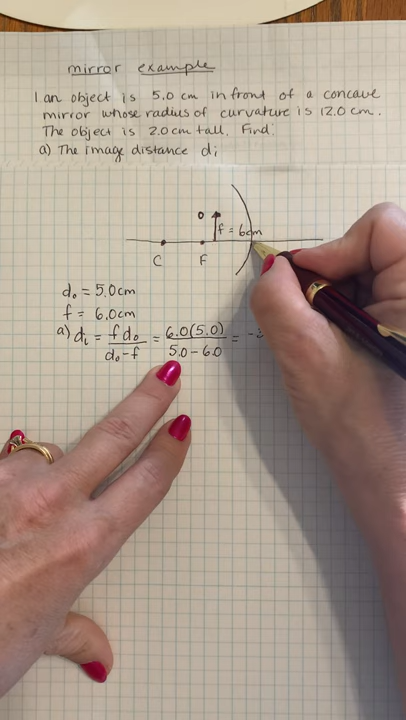 mirror example
1 an object is 5.0 cm in front of a concave
mirror whose radius of curvature is 12.0 cm.
The object is 2.0 cm tall. Find:
a) The image distance di
O
f = 6cm
C F
do = 5.0cm
f = 6.0cm
a) di = f do / do - f = 6.0(5.0) / 5.0 - 6.0 = -